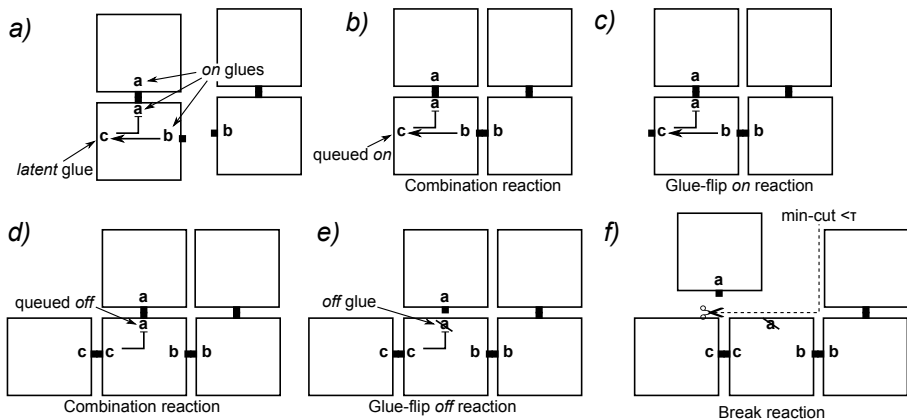 a)
a
on glues
a
c
b
b
latent glue
b)
a
a
c
b
b
queued on
Combination reaction
c)
a
a
c
b
b
Glue-flip on reaction
d)
queued off
a
a
c
c
b
b
Combination reaction
e)
off glue
a
a
c
c
b
b
Glue-flip off reaction
f)
min-cut <τ
a
a
c
c
b
b
Break reaction